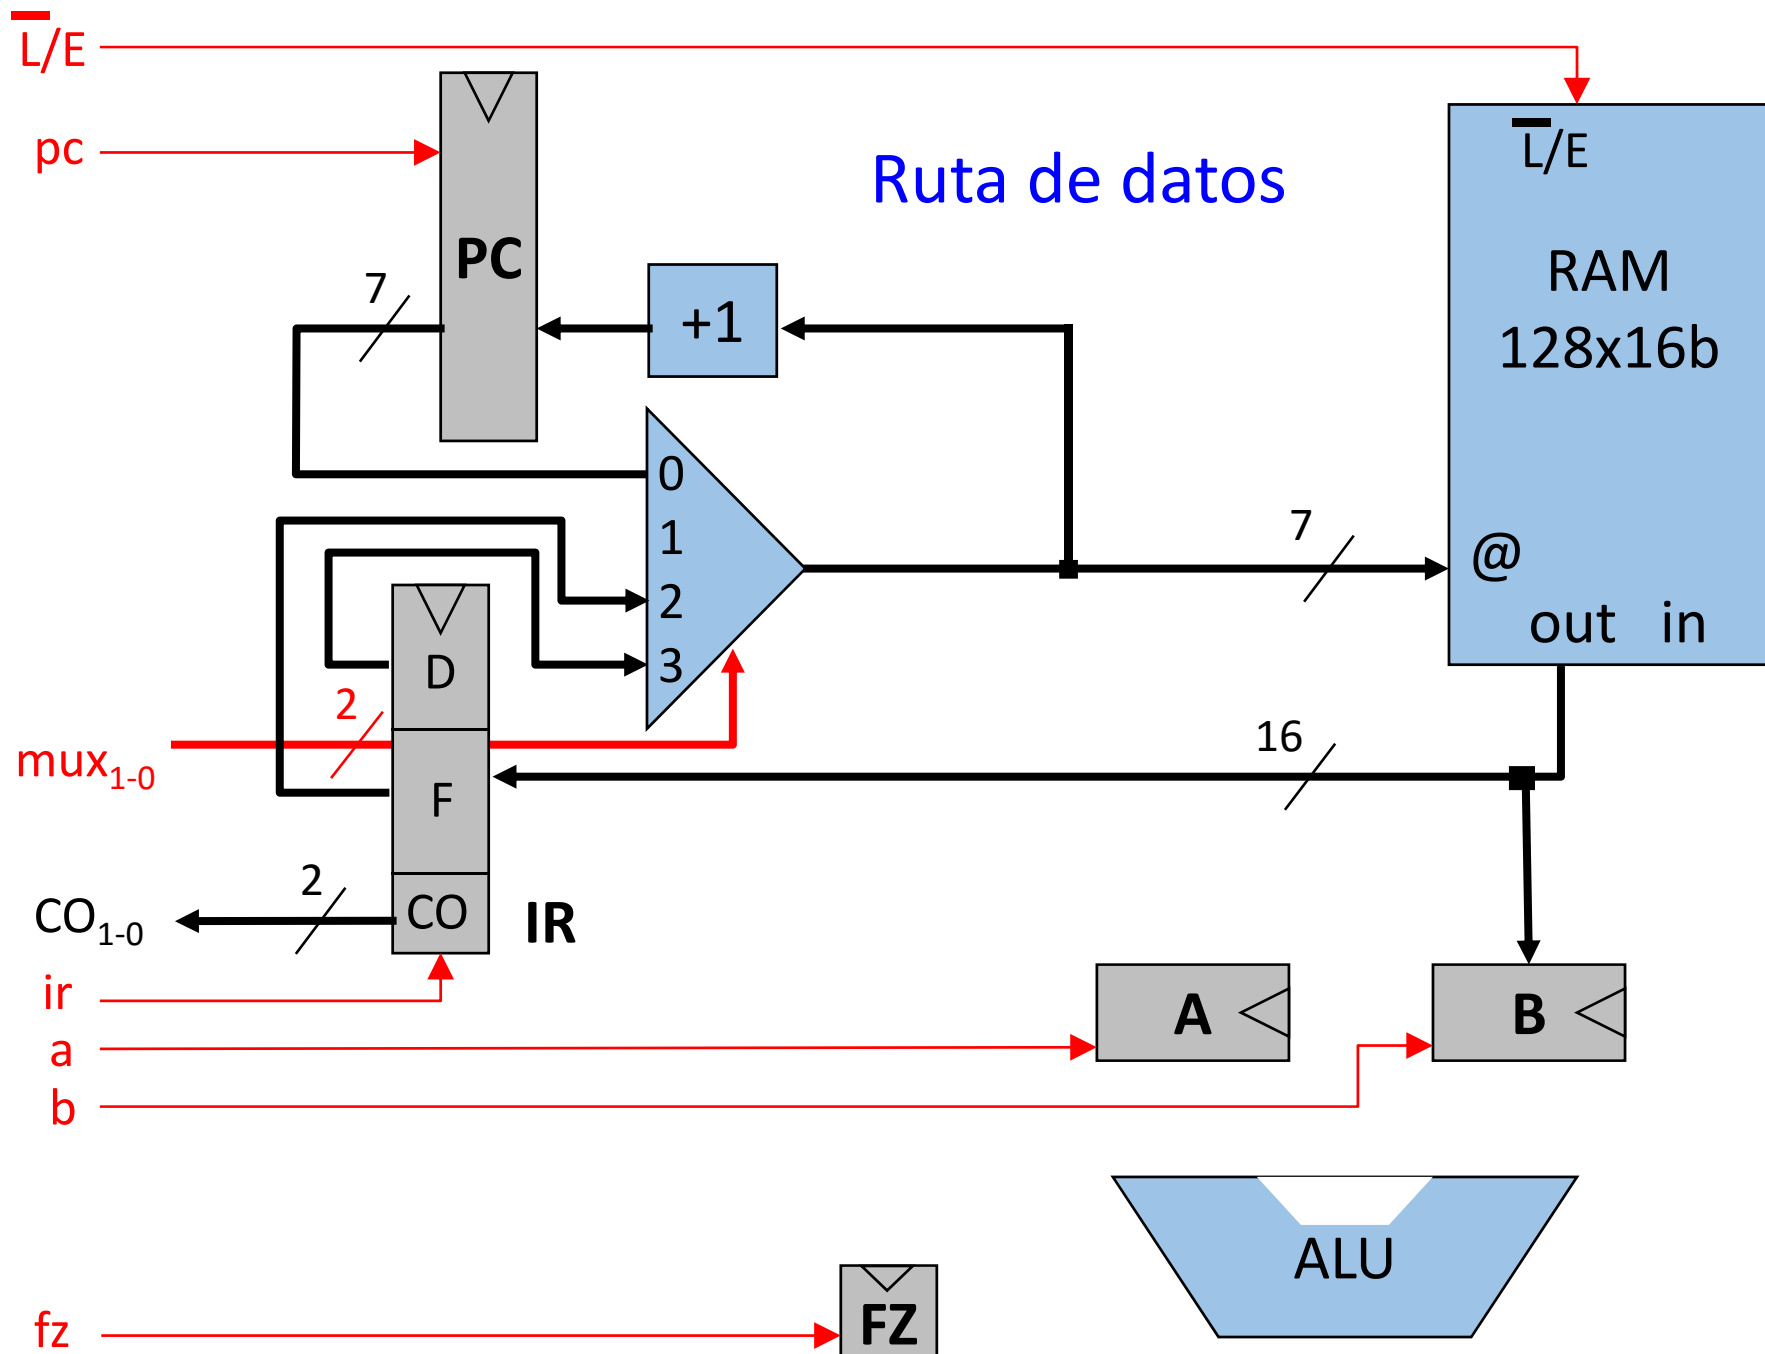 L̅/E
pc
PC
7
+1
Ruta de datos
L̅/E
RAM
128x16b
@
out in
7
0
1
2
3
D
F
CO
IR
2
mux₁₋₀
16
2
CO₁₋₀
ir
a
b
A
B
ALU
fz
FZ